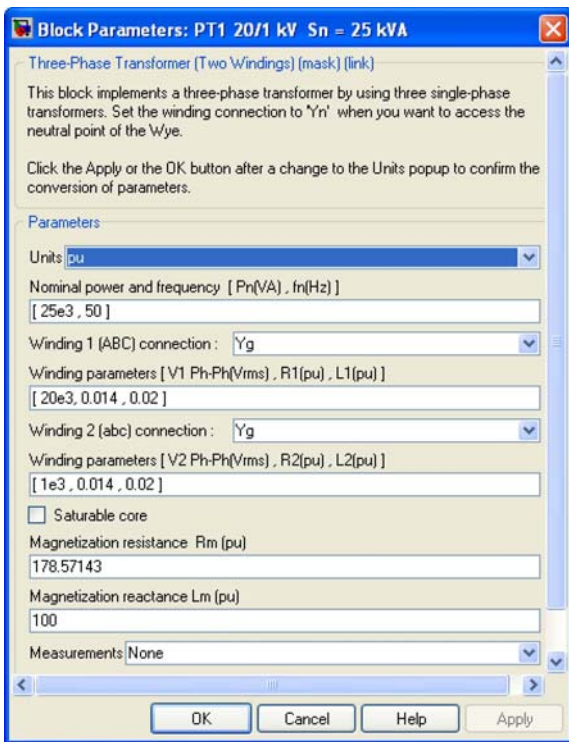 Block Parameters: PT1 20/1 kV Sn = 25 kVA
Three-Phase Transformer (Two Windings) (mask) (link)
This block implements a three-phase transformer by using three single-phase
transformers. Set the winding connection to 'Yn' when you want to access the
neutral point of the Wye.
Click the Apply or the OK button after a change to the Units popup to confirm the
conversion of parameters.
Parameters
Units pu
Nominal power and frequency [ Pn(VA) , fn(Hz) ]
[ 25e3 , 50 ]
Winding 1 (ABC) connection : Yg
Winding parameters [ V1 Ph-Ph(Vrms) , R1(pu) , L1(pu) ]
[ 20e3, 0.014 , 0.02 ]
Winding 2 (abc) connection : Yg
Winding parameters [ V2 Ph-Ph(Vrms) , R2(pu) , L2(pu) ]
[ 1e3 , 0.014 , 0.02 ]
Saturable core
Magnetization resistance Rm (pu)
178.57143
Magnetization reactance Lm (pu)
100
Measurements None
OK Cancel Help Apply